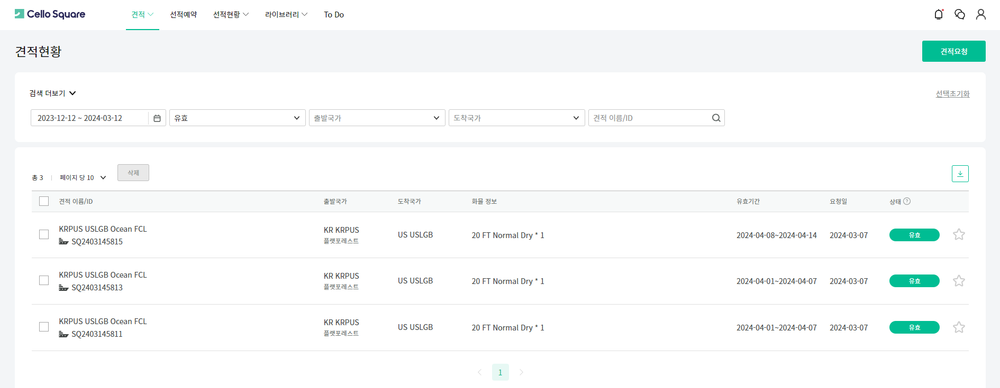 Cello Square 견적 선적예약 선적현황 라이브러리 To Do
견적현황 견적요청
검색 더보기 선택초기화
2023-12-12 ~ 2024-03-12 유효 출발국가 도착국가 견적 이름/ID
총 3 페이지 당 10 삭제
견적 이름/ID 출발국가 도착국가 화물 정보 유효기간 요청일 상태 ?
KRPUS USLGB Ocean FCL
SQ2403145815
KR KRPUS
플랫포레스트
US USLGB
20 FT Normal Dry * 1
2024-04-08~2024-04-14
2024-03-07
유효
KRPUS USLGB Ocean FCL
SQ2403145813
KR KRPUS
플랫포레스트
US USLGB
20 FT Normal Dry * 1
2024-04-01~2024-04-07
2024-03-07
유효
KRPUS USLGB Ocean FCL
SQ2403145811
KR KRPUS
플랫포레스트
US USLGB
20 FT Normal Dry * 1
2024-04-01~2024-04-07
2024-03-07
유효
1